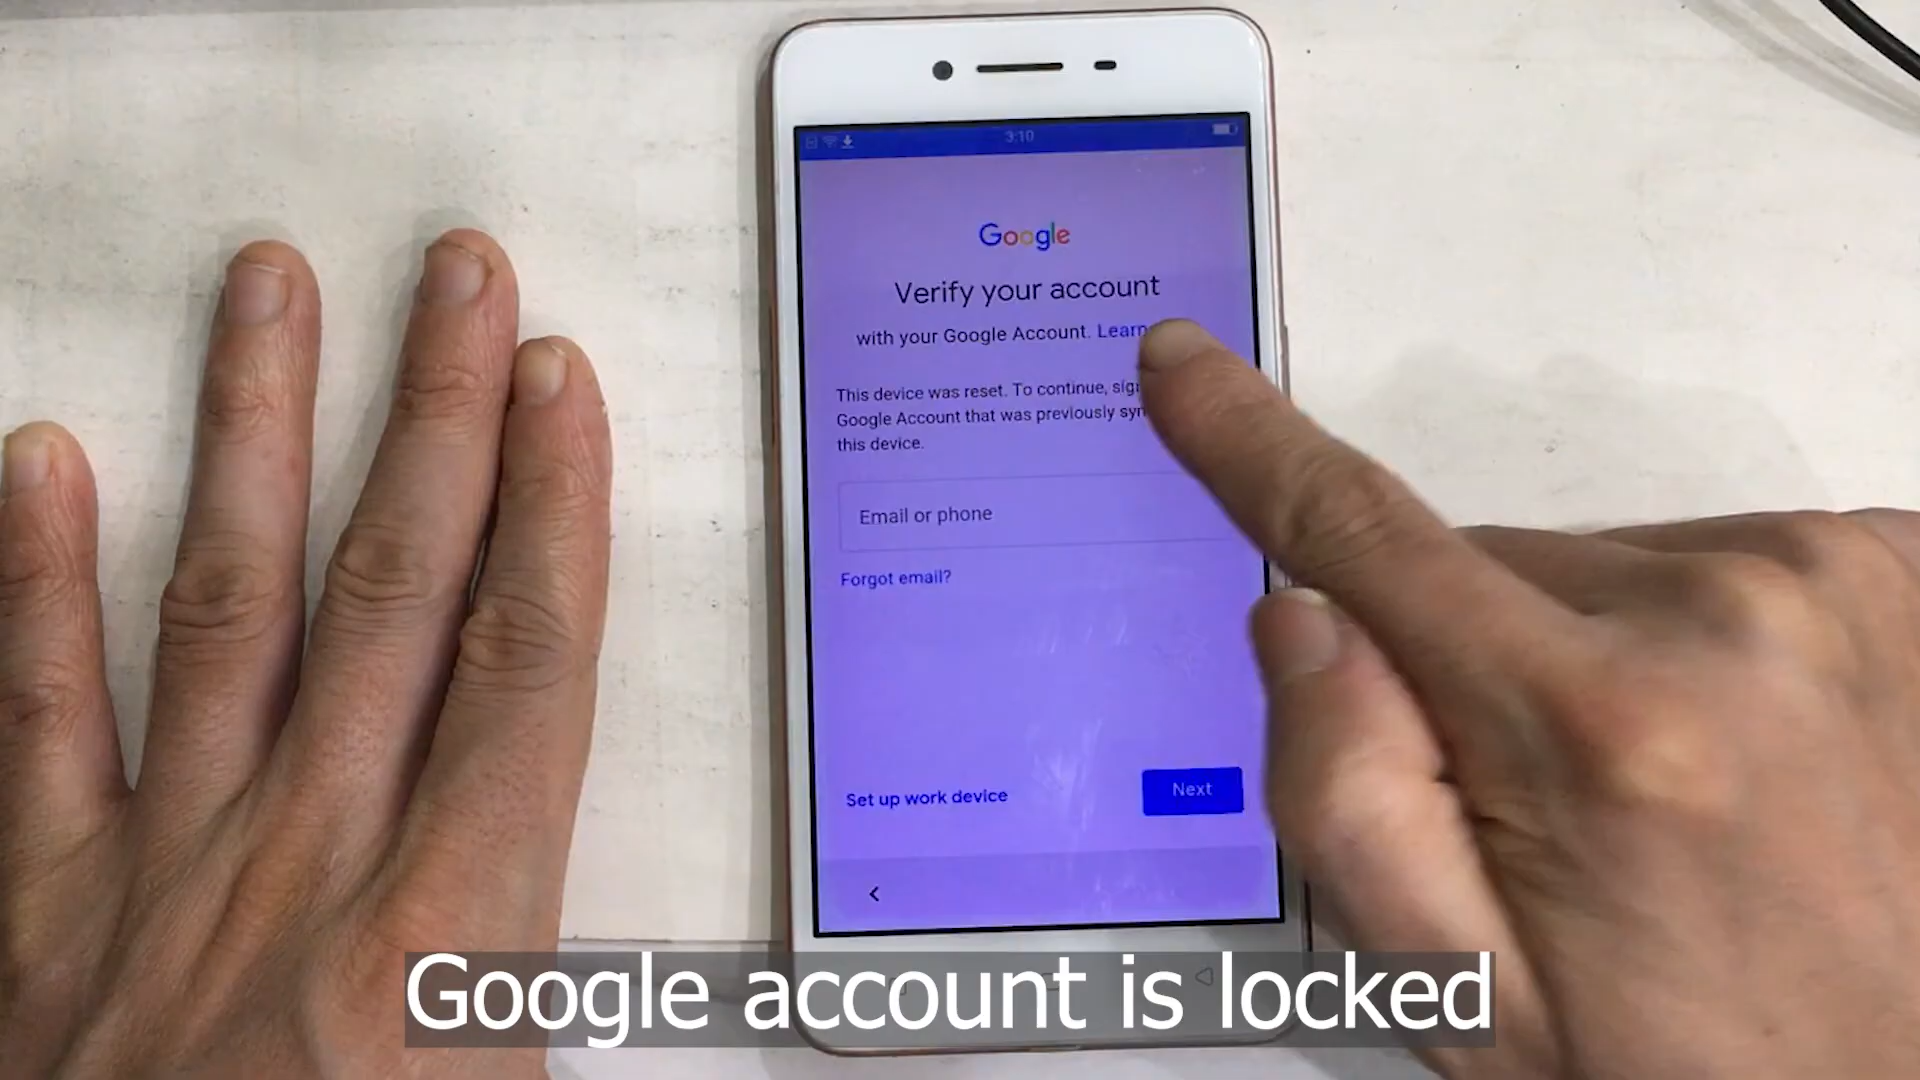 3:10
Google
Verify your account
with your Google Account. Learn
This device was reset. To continue,
Google Account that was previously
this device.
Email or phone
Forgot email?
Set up work device
Next
Google account is locked